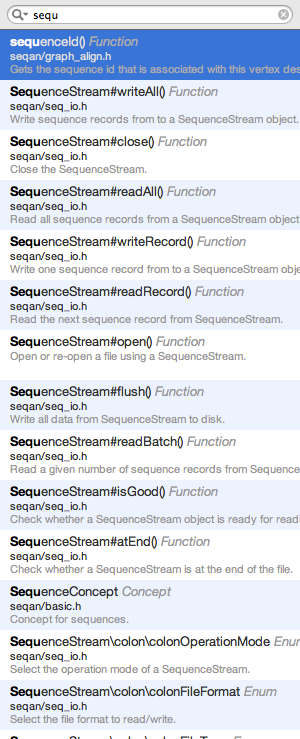 sequ
sequenceId() Function
seqan/graph_align.h
Gets the sequence id that is associated with this vertex des
SequenceStream#writeAll() Function
seqan/seq_io.h
Write sequence records from to a SequenceStream object.
SequenceStream#close() Function
seqan/seq_io.h
Close the SequenceStream.
SequenceStream#readAll() Function
seqan/seq_io.h
Read all sequence records from a SequenceStream object
SequenceStream#writeRecord() Function
seqan/seq_io.h
Write one sequence record from to a SequenceStream obje
SequenceStream#readRecord() Function
seqan/seq_io.h
Read the next sequence record from SequenceStream.
SequenceStream#open() Function
Open or re-open a file using a SequenceStream.
SequenceStream#flush() Function
seqan/seq_io.h
Write all data from SequenceStream to disk.
SequenceStream#readBatch() Function
seqan/seq_io.h
Read a given number of sequence records from Sequence
SequenceStream#isGood() Function
seqan/seq_io.h
Check whether a SequenceStream object is ready for readi
SequenceStream#atEnd() Function
seqan/seq_io.h
Check whether a SequenceStream is at the end of the file.
SequenceConcept Concept
seqan/basic.h
Concept for sequences.
SequenceStream\colon\colonOperationMode Enum
seqan/seq_io.h
Select the operation mode of a SequenceStream.
SequenceStream\colon\colonFileFormat Enum
seqan/seq_io.h
Select the file format to read/write.